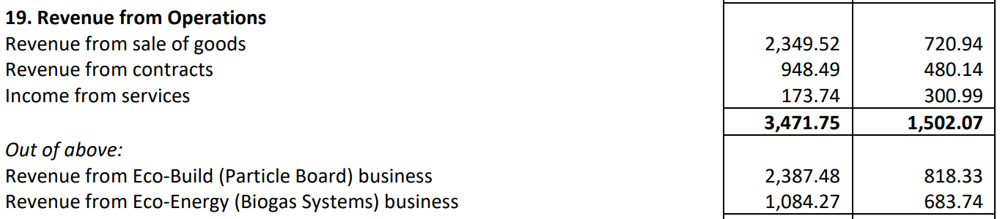 19. Revenue from Operations
Revenue from sale of goods 2,349.52 720.94
Revenue from contracts 948.49 480.14
Income from services 173.74 300.99
3,471.75 1,502.07
Out of above:
Revenue from Eco-Build (Particle Board) business 2,387.48 818.33
Revenue from Eco-Energy (Biogas Systems) business 1,084.27 683.74